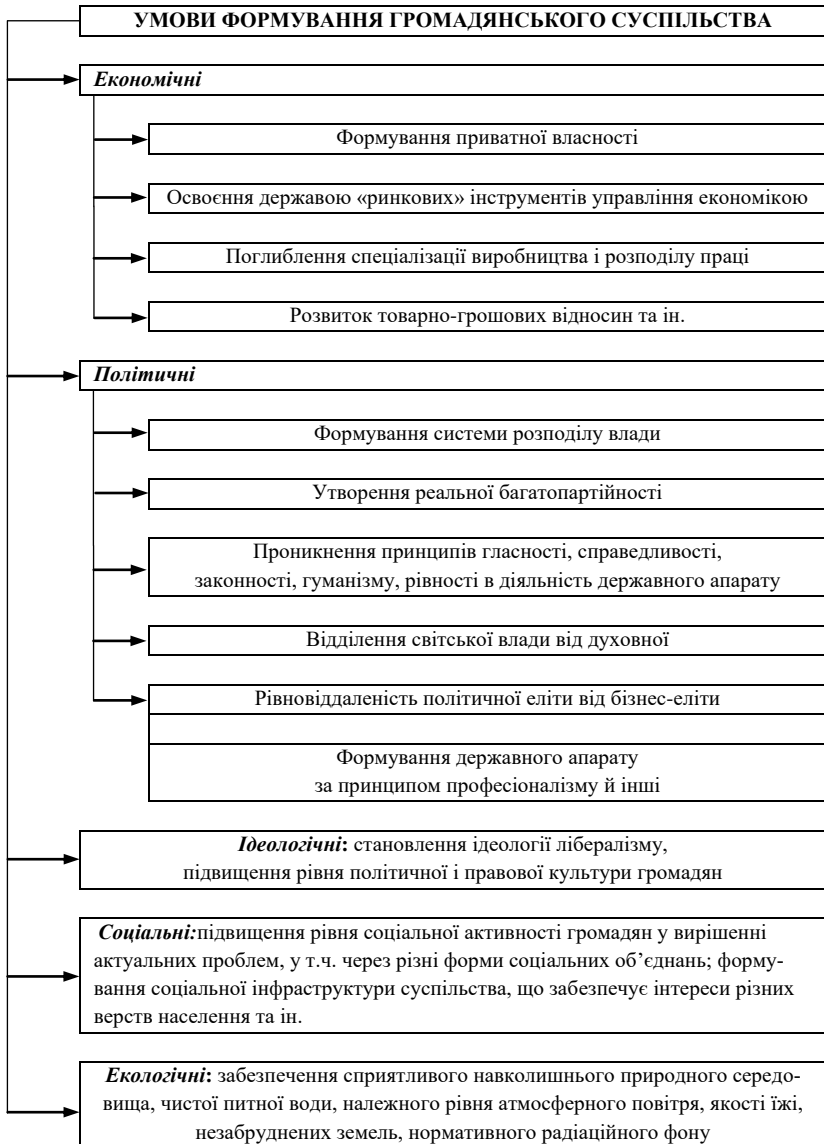 УМОВИ ФОРМУВАННЯ ГРОМАДЯНСЬКОГО СУСПІЛЬСТВА
Економічні
Формування приватної власності
Освоєння державою «ринкових» інструментів управління економікою
Поглиблення спеціалізації виробництва і розподілу праці
Розвиток товарно-грошових відносин та ін.
Політичні
Формування системи розподілу влади
Утворення реальної багатопартійності
Проникнення принципів гласності, справедливості,
законності, гуманізму, рівності в діяльність державного апарату
Відділення світської влади від духовної
Рівновіддаленість політичної еліти від бізнес-еліти
Формування державного апарату
за принципом професіоналізму й інші
Ідеологічні: становлення ідеології лібералізму,
підвищення рівня політичної і правової культури громадян
Соціальні:підвищення рівня соціальної активності громадян у вирішенні
актуальних проблем, у т.ч. через різні форми соціальних об’єднань; форму-
вання соціальної інфраструктури суспільства, що забезпечує інтереси різних
верств населення та ін.
Екологічні: забезпечення сприятливого навколишнього природного середо-
вища, чистої питної води, належного рівня атмосферного повітря, якості їжі,
незабруднених земель, нормативного радіаційного фону